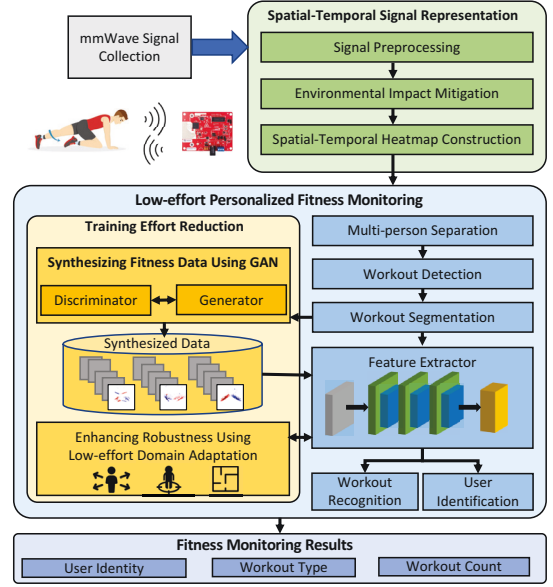 mmWave Signal
Collection
Spatial-Temporal Signal Representation
Signal Preprocessing
Environmental Impact Mitigation
Spatial-Temporal Heatmap Construction
Low-effort Personalized Fitness Monitoring
Training Effort Reduction
Synthesizing Fitness Data Using GAN
Discriminator
Generator
Synthesized Data
Enhancing Robustness Using
Low-effort Domain Adaptation
Multi-person Separation
Workout Detection
Workout Segmentation
Feature Extractor
Workout
Recognition
User
Identification
Fitness Monitoring Results
User Identity
Workout Type
Workout Count